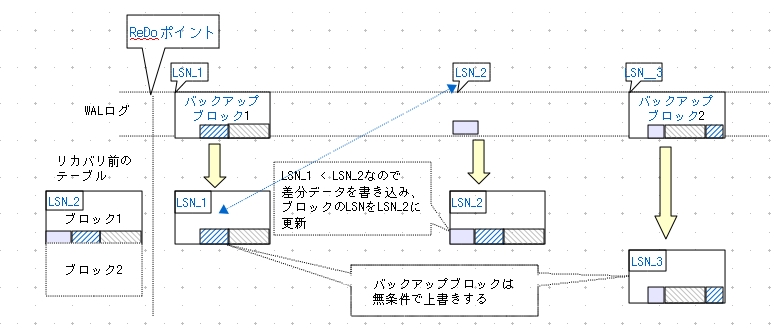 ReDoポイント
LSN_1
LSN_2
LSN_3
WALログ
バックアップ
ブロック1
バックアップ
ブロック2
リカバリ前の
テーブル
LSN_2
ブロック1
ブロック2
LSN_1
LSN_1 < LSN_2なので
差分データを書き込み、
ブロックのLSNをLSN_2に
更新
LSN_2
LSN_3
バックアップブロックは
無条件で上書きする